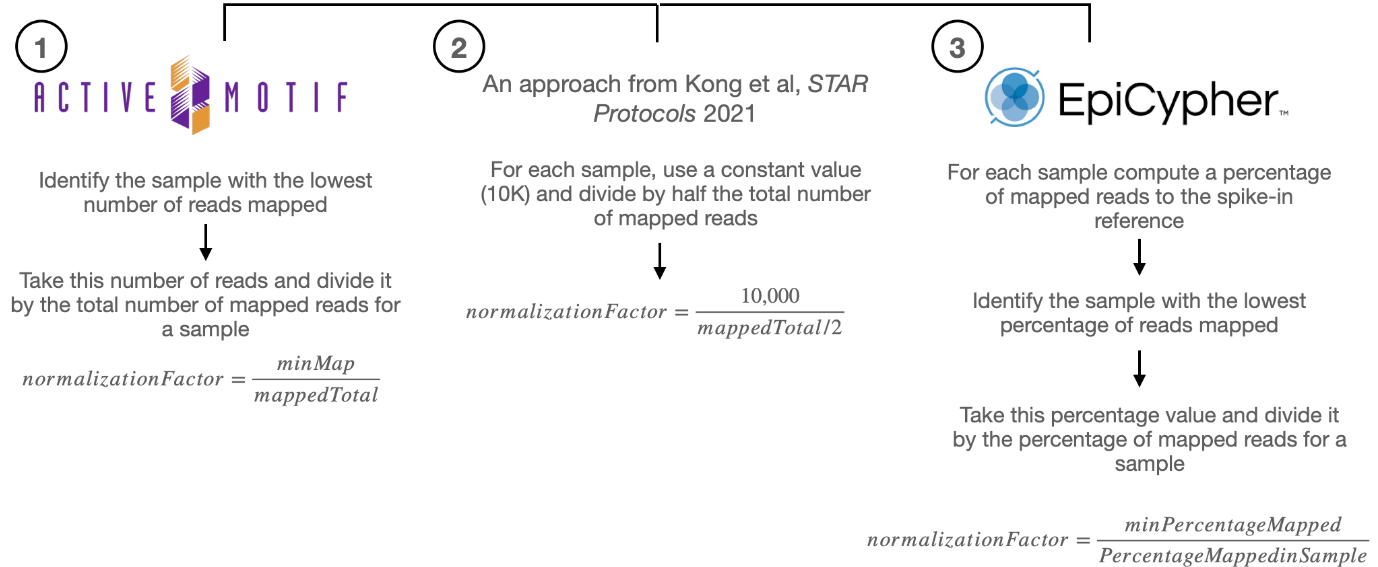 1
ACTIVE MOTIF
Identify the sample with the lowest
number of reads mapped
Take this number of reads and divide it
by the total number of mapped reads for
a sample
normalizationFactor = minMap / mappedTotal
2
An approach from Kong et al, STAR
Protocols 2021
For each sample, use a constant value
(10K) and divide by half the total number
of mapped reads
normalizationFactor = 10,000 / mappedTotal/2
3
EpiCypher™
For each sample compute a percentage
of mapped reads to the spike-in
reference
Identify the sample with the lowest
percentage of reads mapped
Take this percentage value and divide it
by the percentage of mapped reads for a
sample
normalizationFactor = minPercentageMapped / PercentageMappedinSample